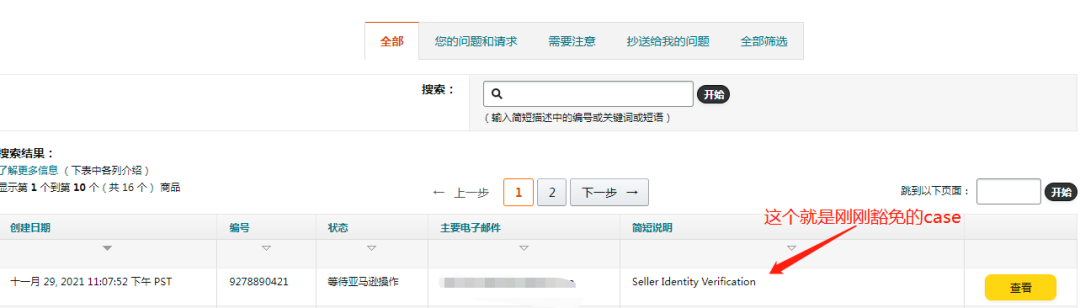 全部 您的问题和请求 需要注意 抄送给我的问题 全部筛选
搜索： 开始
（输入简短描述中的编号或关键词或短语）
搜索结果：
了解更多信息 （下表中各列介绍）
显示第 1 个到第 10 个（共 16 个） 商品
← 上一步 1 2 下一步 → 跳到以下页面： 开始
这个就是刚刚豁免的case
创建日期 编号 状态 主要电子邮件 简短说明
十一月 29, 2021 11:07:52 下午 PST 9278890421 等待亚马逊操作 Seller Identity Verification 查看